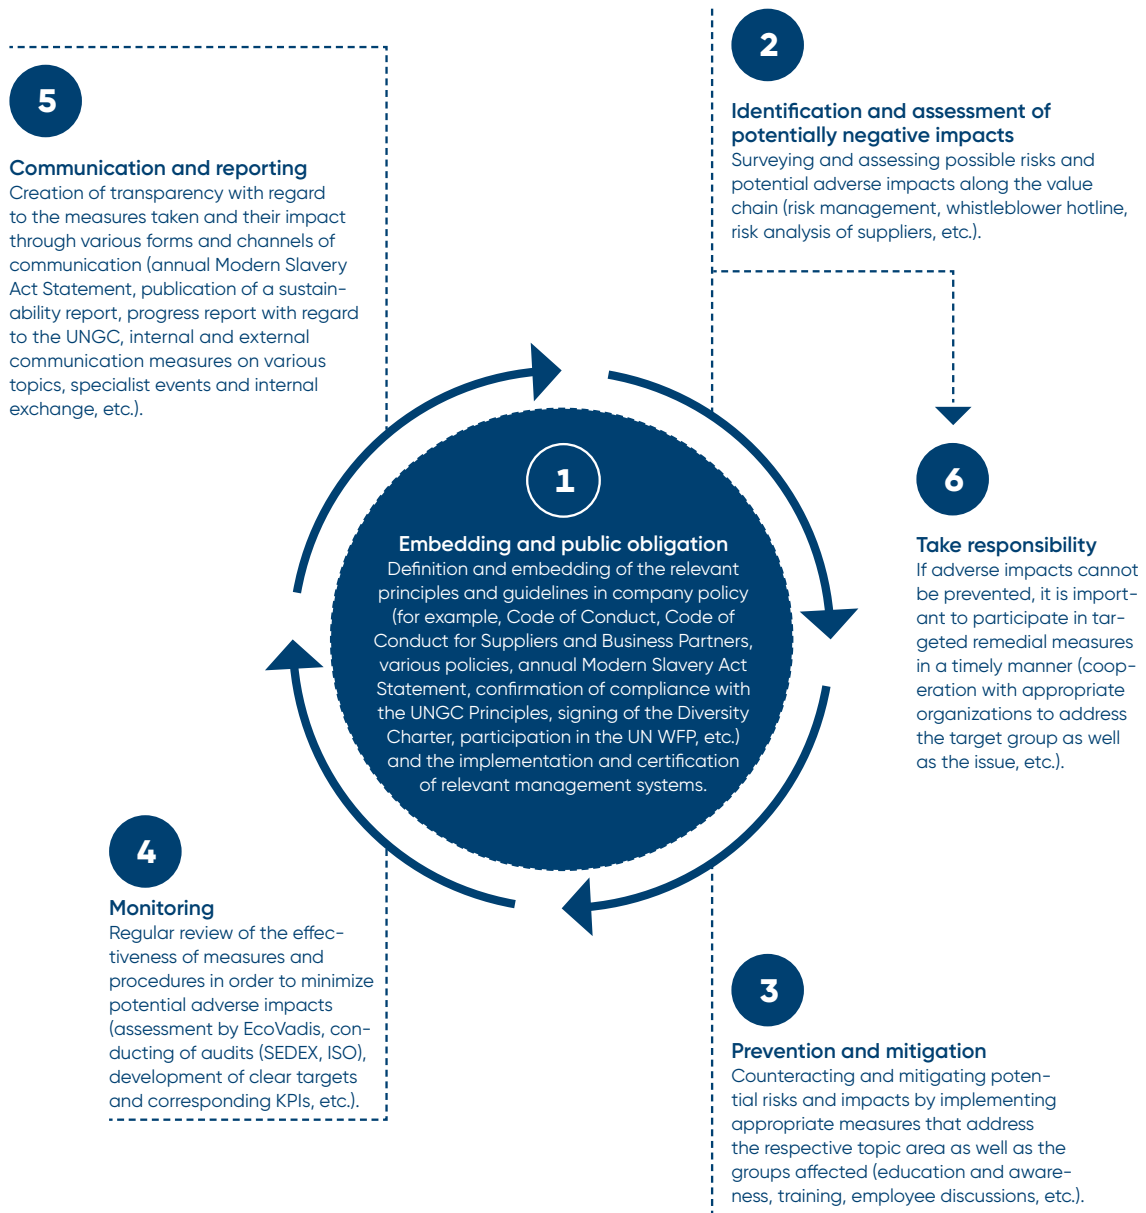 5
Communication and reporting
Creation of transparency with regard
to the measures taken and their impact
through various forms and channels of
communication (annual Modern Slavery
Act Statement, publication of a sustain-
ability report, progress report with regard
to the UNGC, internal and external
communication measures on various
topics, specialist events and internal
exchange, etc.).
2
Identification and assessment of
potentially negative impacts
Surveying and assessing possible risks and
potential adverse impacts along the value
chain (risk management, whistleblower hotline,
risk analysis of suppliers, etc.).
1
Embedding and public obligation
Definition and embedding of the relevant
principles and guidelines in company policy
(for example, Code of Conduct, Code of
Conduct for Suppliers and Business Partners,
various policies, annual Modern Slavery Act
Statement, confirmation of compliance with
the UNGC Principles, signing of the Diversity
Charter, participation in the UN WFP, etc.)
and the implementation and certification
of relevant management systems.
6
Take responsibility
If adverse impacts cannot
be prevented, it is import-
ant to participate in tar-
geted remedial measures
in a timely manner (coop-
eration with appropriate
organizations to address
the target group as well
as the issue, etc.).
4
Monitoring
Regular review of the effec-
tiveness of measures and
procedures in order to minimize
potential adverse impacts
(assessment by EcoVadis, con-
ducting of audits (SEDEX, ISO),
development of clear targets
and corresponding KPIs, etc.).
3
Prevention and mitigation
Counteracting and mitigating poten-
tial risks and impacts by implementing
appropriate measures that address
the respective topic area as well as the
groups affected (education and aware-
ness, training, employee discussions, etc.).